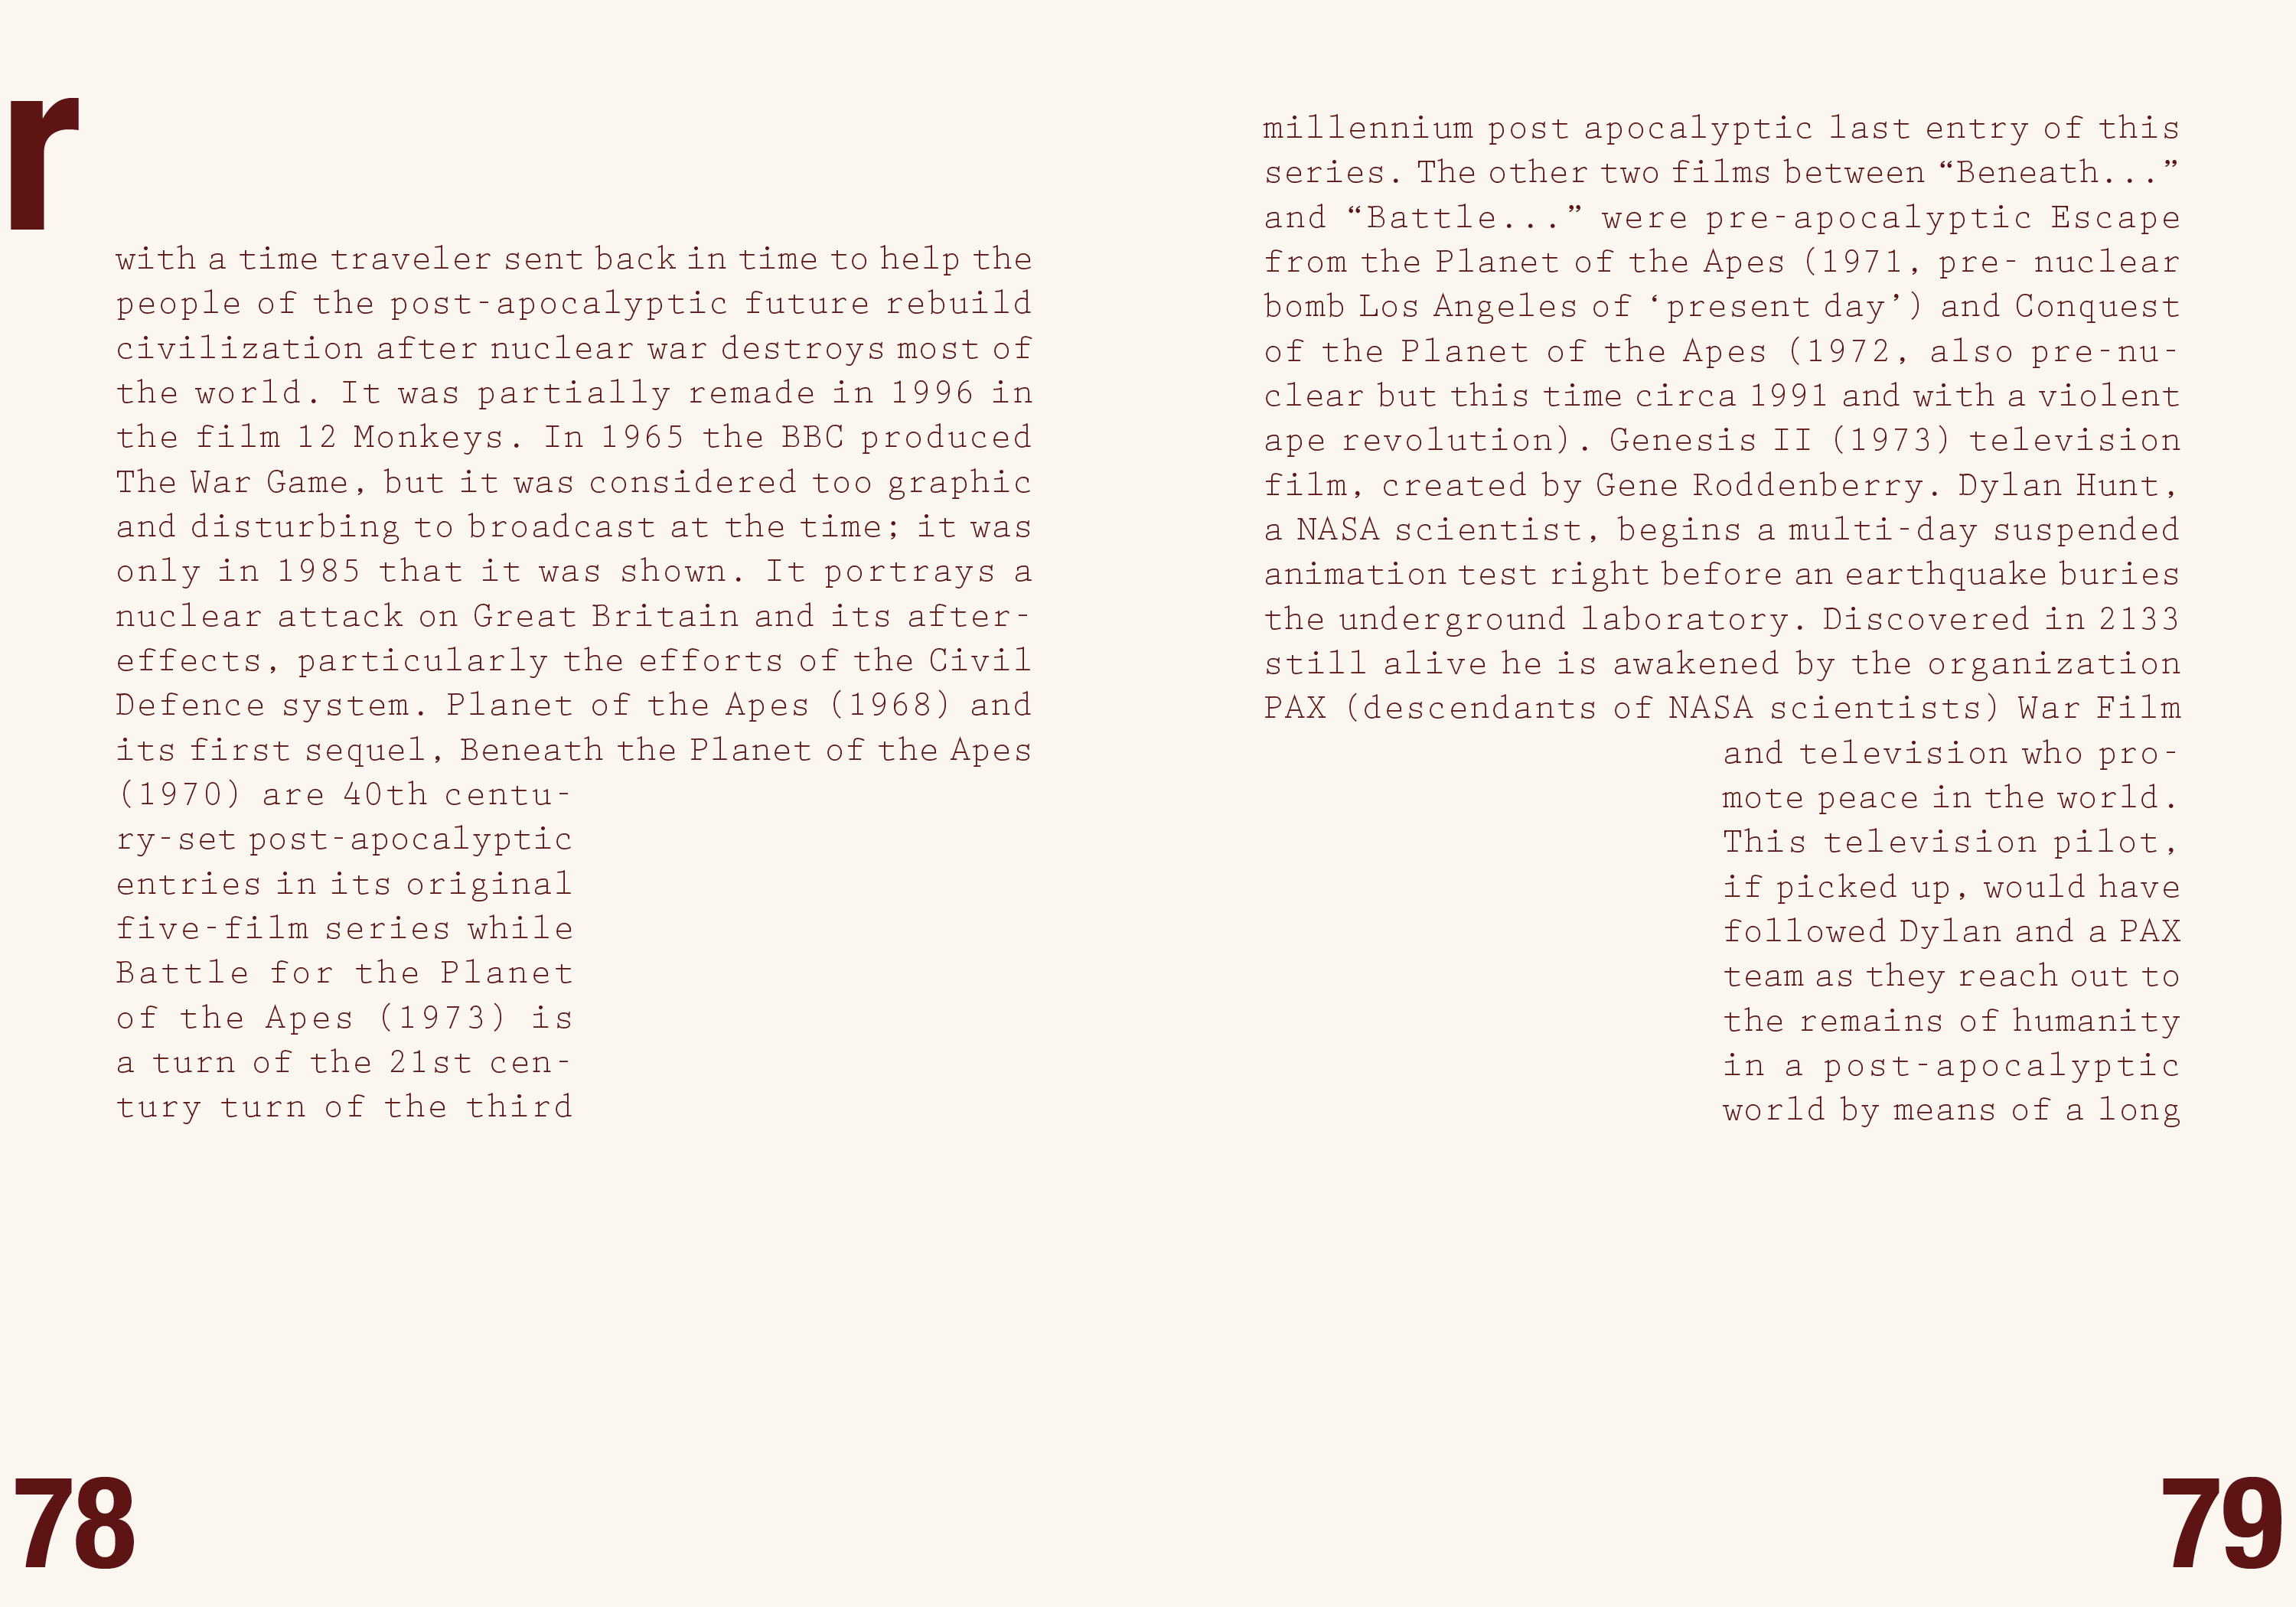 r
with a time traveler sent back in time to help the
people of the post-apocalyptic future rebuild
civilization after nuclear war destroys most of
the world. It was partially remade in 1996 in
the film 12 Monkeys. In 1965 the BBC produced
The War Game, but it was considered too graphic
and disturbing to broadcast at the time; it was
only in 1985 that it was shown. It portrays a
nuclear attack on Great Britain and its after-
effects, particularly the efforts of the Civil
Defence system. Planet of the Apes (1968) and
its first sequel, Beneath the Planet of the Apes
(1970) are 40th centu-
ry-set post-apocalyptic
entries in its original
five-film series while
Battle for the Planet
of the Apes (1973) is
a turn of the 21st cen-
tury turn of the third
78
millennium post apocalyptic last entry of this
series. The other two films between “Beneath...”
and “Battle...” were pre-apocalyptic Escape
from the Planet of the Apes (1971, pre- nuclear
bomb Los Angeles of ‘present day’) and Conquest
of the Planet of the Apes (1972, also pre-nu-
clear but this time circa 1991 and with a violent
ape revolution). Genesis II (1973) television
film, created by Gene Roddenberry. Dylan Hunt,
a NASA scientist, begins a multi-day suspended
animation test right before an earthquake buries
the underground laboratory. Discovered in 2133
still alive he is awakened by the organization
PAX (descendants of NASA scientists) War Film
and television who pro-
mote peace in the world.
This television pilot,
if picked up, would have
followed Dylan and a PAX
team as they reach out to
the remains of humanity
in a post-apocalyptic
world by means of a long
79